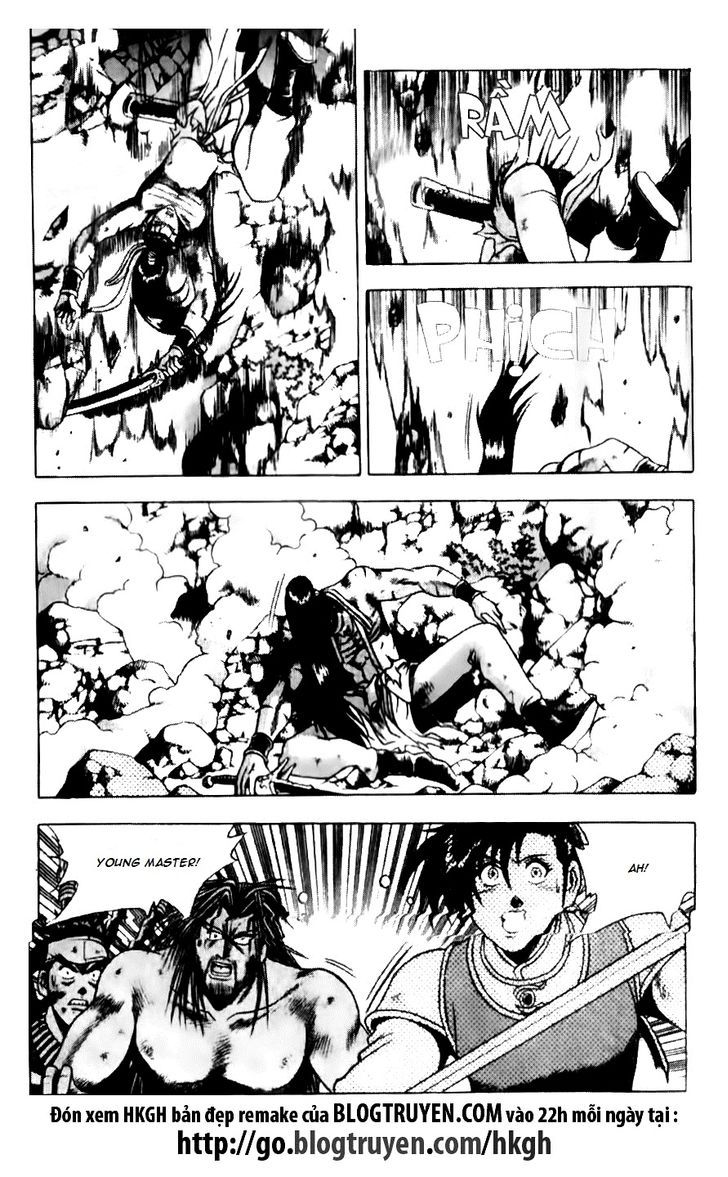 RẦM
PHỊCH
YOUNG MASTER!
AH!
Đón xem HKGH bản đẹp remake của BLOGTRUYEN.COM vào 22h mỗi ngày tại :
http://go.blogtruyen.com/hkgh